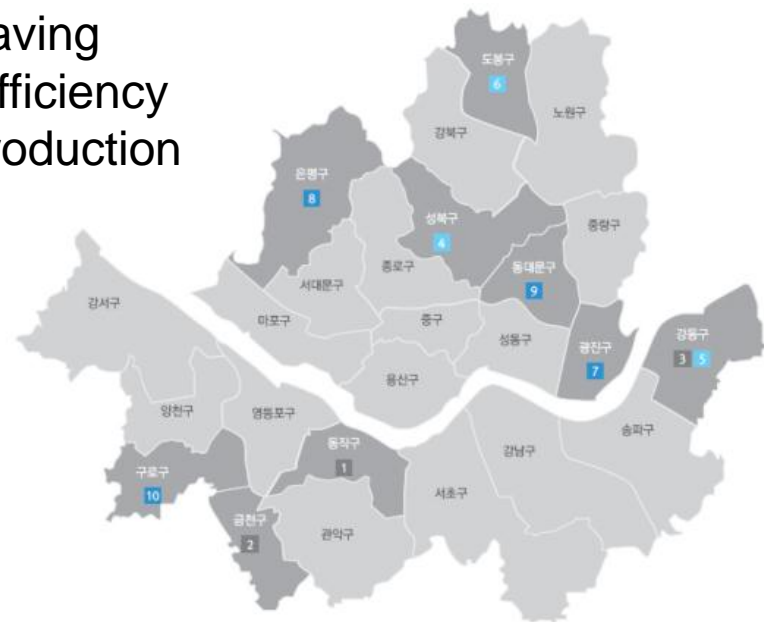 aving
fficiency
roduction
도봉구
6
노원구
강북구
은평구
8
성북구
4
중랑구
종로구
동대문구
9
서대문구
강서구
마포구
중구
성동구
광진구
7
강동구
3 5
용산구
양천구
영등포구
송파구
동작구
1
강남구
구로구
10
서초구
금천구
2
관악구